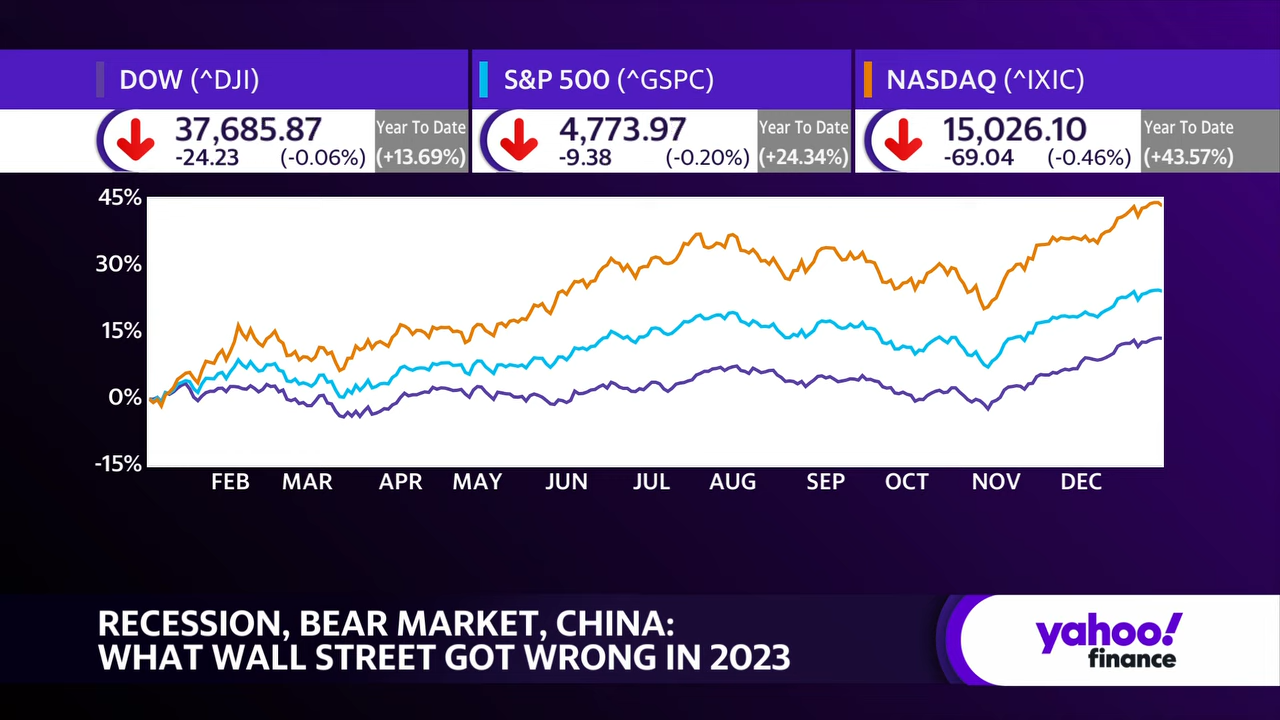 DOW (^DJI)
S&P 500 (^GSPC)
NASDAQ (^IXIC)
37,685.87
-24.23 (-0.06%)
Year To Date
(+13.69%)
4,773.97
-9.38 (-0.20%)
Year To Date
(+24.34%)
15,026.10
-69.04 (-0.46%)
Year To Date
(+43.57%)
45%
30%
15%
0%
-15%
FEB MAR APR MAY JUN JUL AUG SEP OCT NOV DEC
RECESSION, BEAR MARKET, CHINA:
WHAT WALL STREET GOT WRONG IN 2023
yahoo!
finance